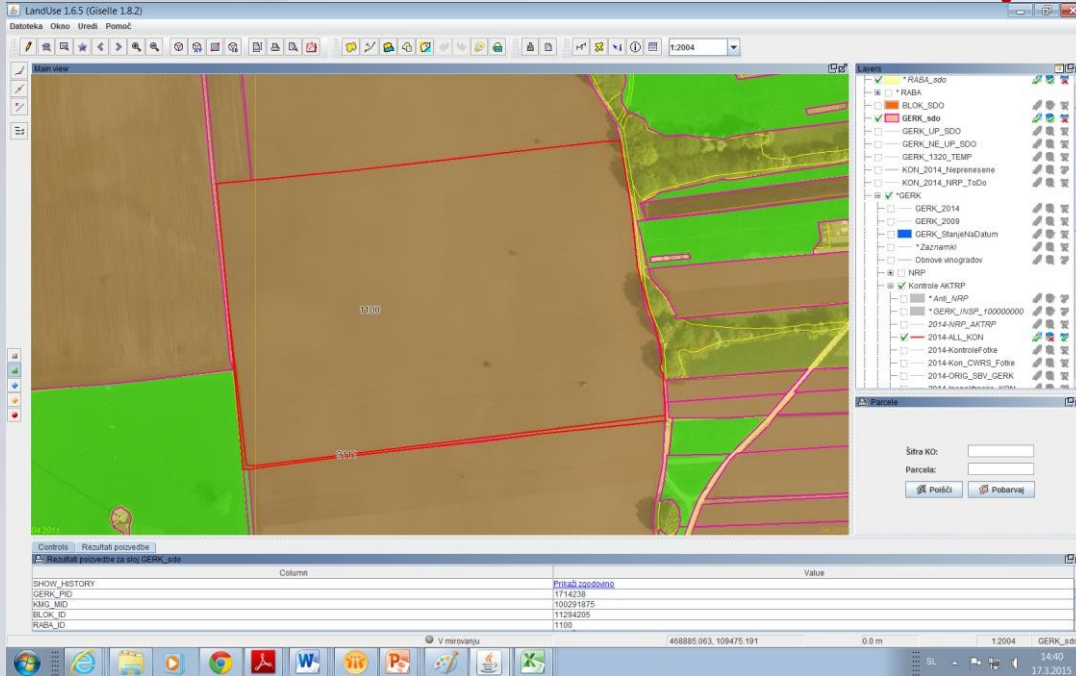 LandUse 1.6.5 (Giselle 1.8.2)
Datoteka Okno Uredi Pomoč
1:2004
Main view
1100
04.2011
Layers
* RABA_sdo
* RABA
BLOK_SDO
GERK_sdo
GERK_UP_SDO
GERK_NE_UP_SDO
GERK_1320_TEMP
KON_2014_Neprenesene
KON_2014_NRP_ToDo
*GERK
GERK_2014
GERK_2009
GERK_StanjeNaDatum
* Zaznamki
Obnove vinogradov
NRP
Kontrole AKTRP
* Anti_NRP
* GERK_INSP_100000000
2014-NRP_AKTRP
2014-ALL_KON
2014-KontroleFotke
2014-Kon_CWRS_Fotke
2014-ORIG_SBV_GERK
Parcele
Šifra KO:
Parcela:
Poišči Pobarvaj
Controls Rezultati poizvedbe
Rezultati poizvedbe za sloj GERK_sdo
Column Value
SHOW_HISTORY Prikaži zgodovino
GERK_PID 1714238
KMG_MID 100291875
BLOK_ID 11294205
RABA_ID 1100
V mirovanju 468885.063, 109475.191 0.0 m 1:2004 GERK_sdo
SL 14:40
17.3.2015